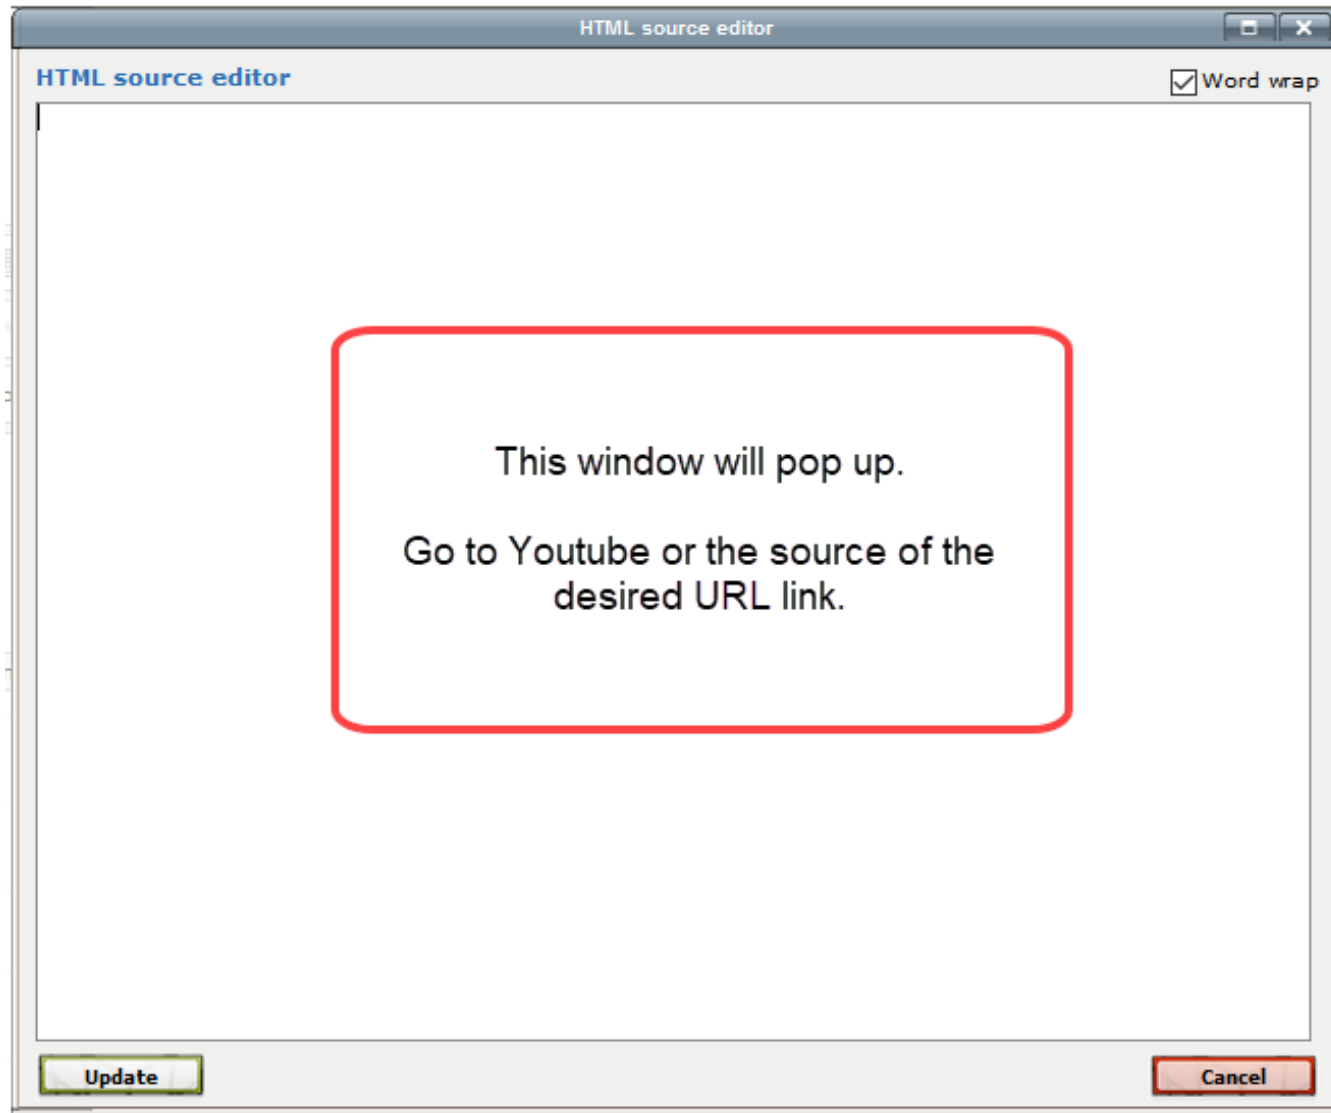 HTML source editor
HTML source editor
Word wrap
This window will pop up.
Go to Youtube or the source of the
desired URL link.
Update
Cancel